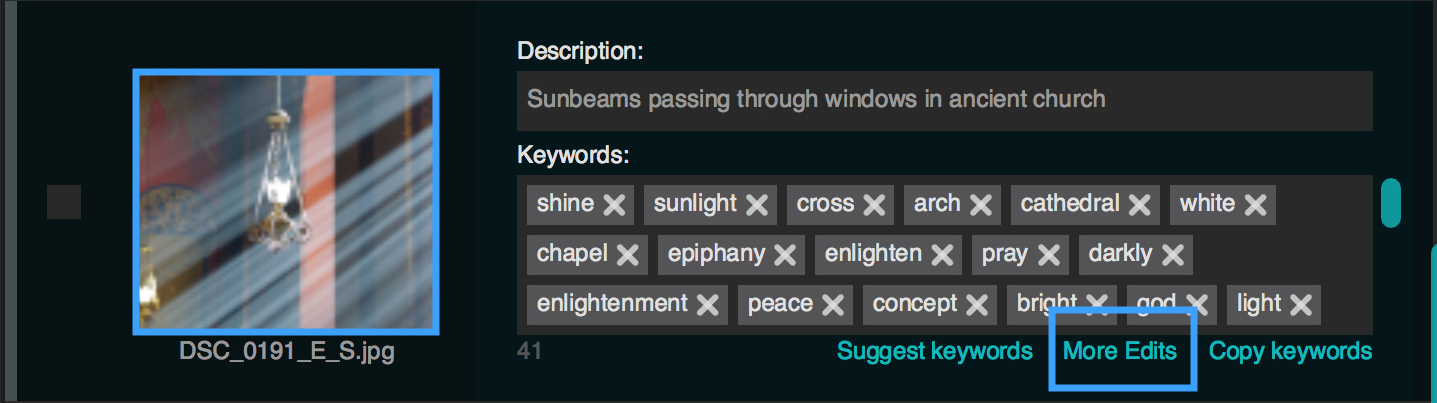 Description:
Sunbeams passing through windows in ancient church
Keywords:
shine sunlight cross arch cathedral white
chapel epiphany enlighten pray darkly
enlightenment peace concept bright god light
DSC_0191_E_S.jpg
41 Suggest keywords More Edits Copy keywords